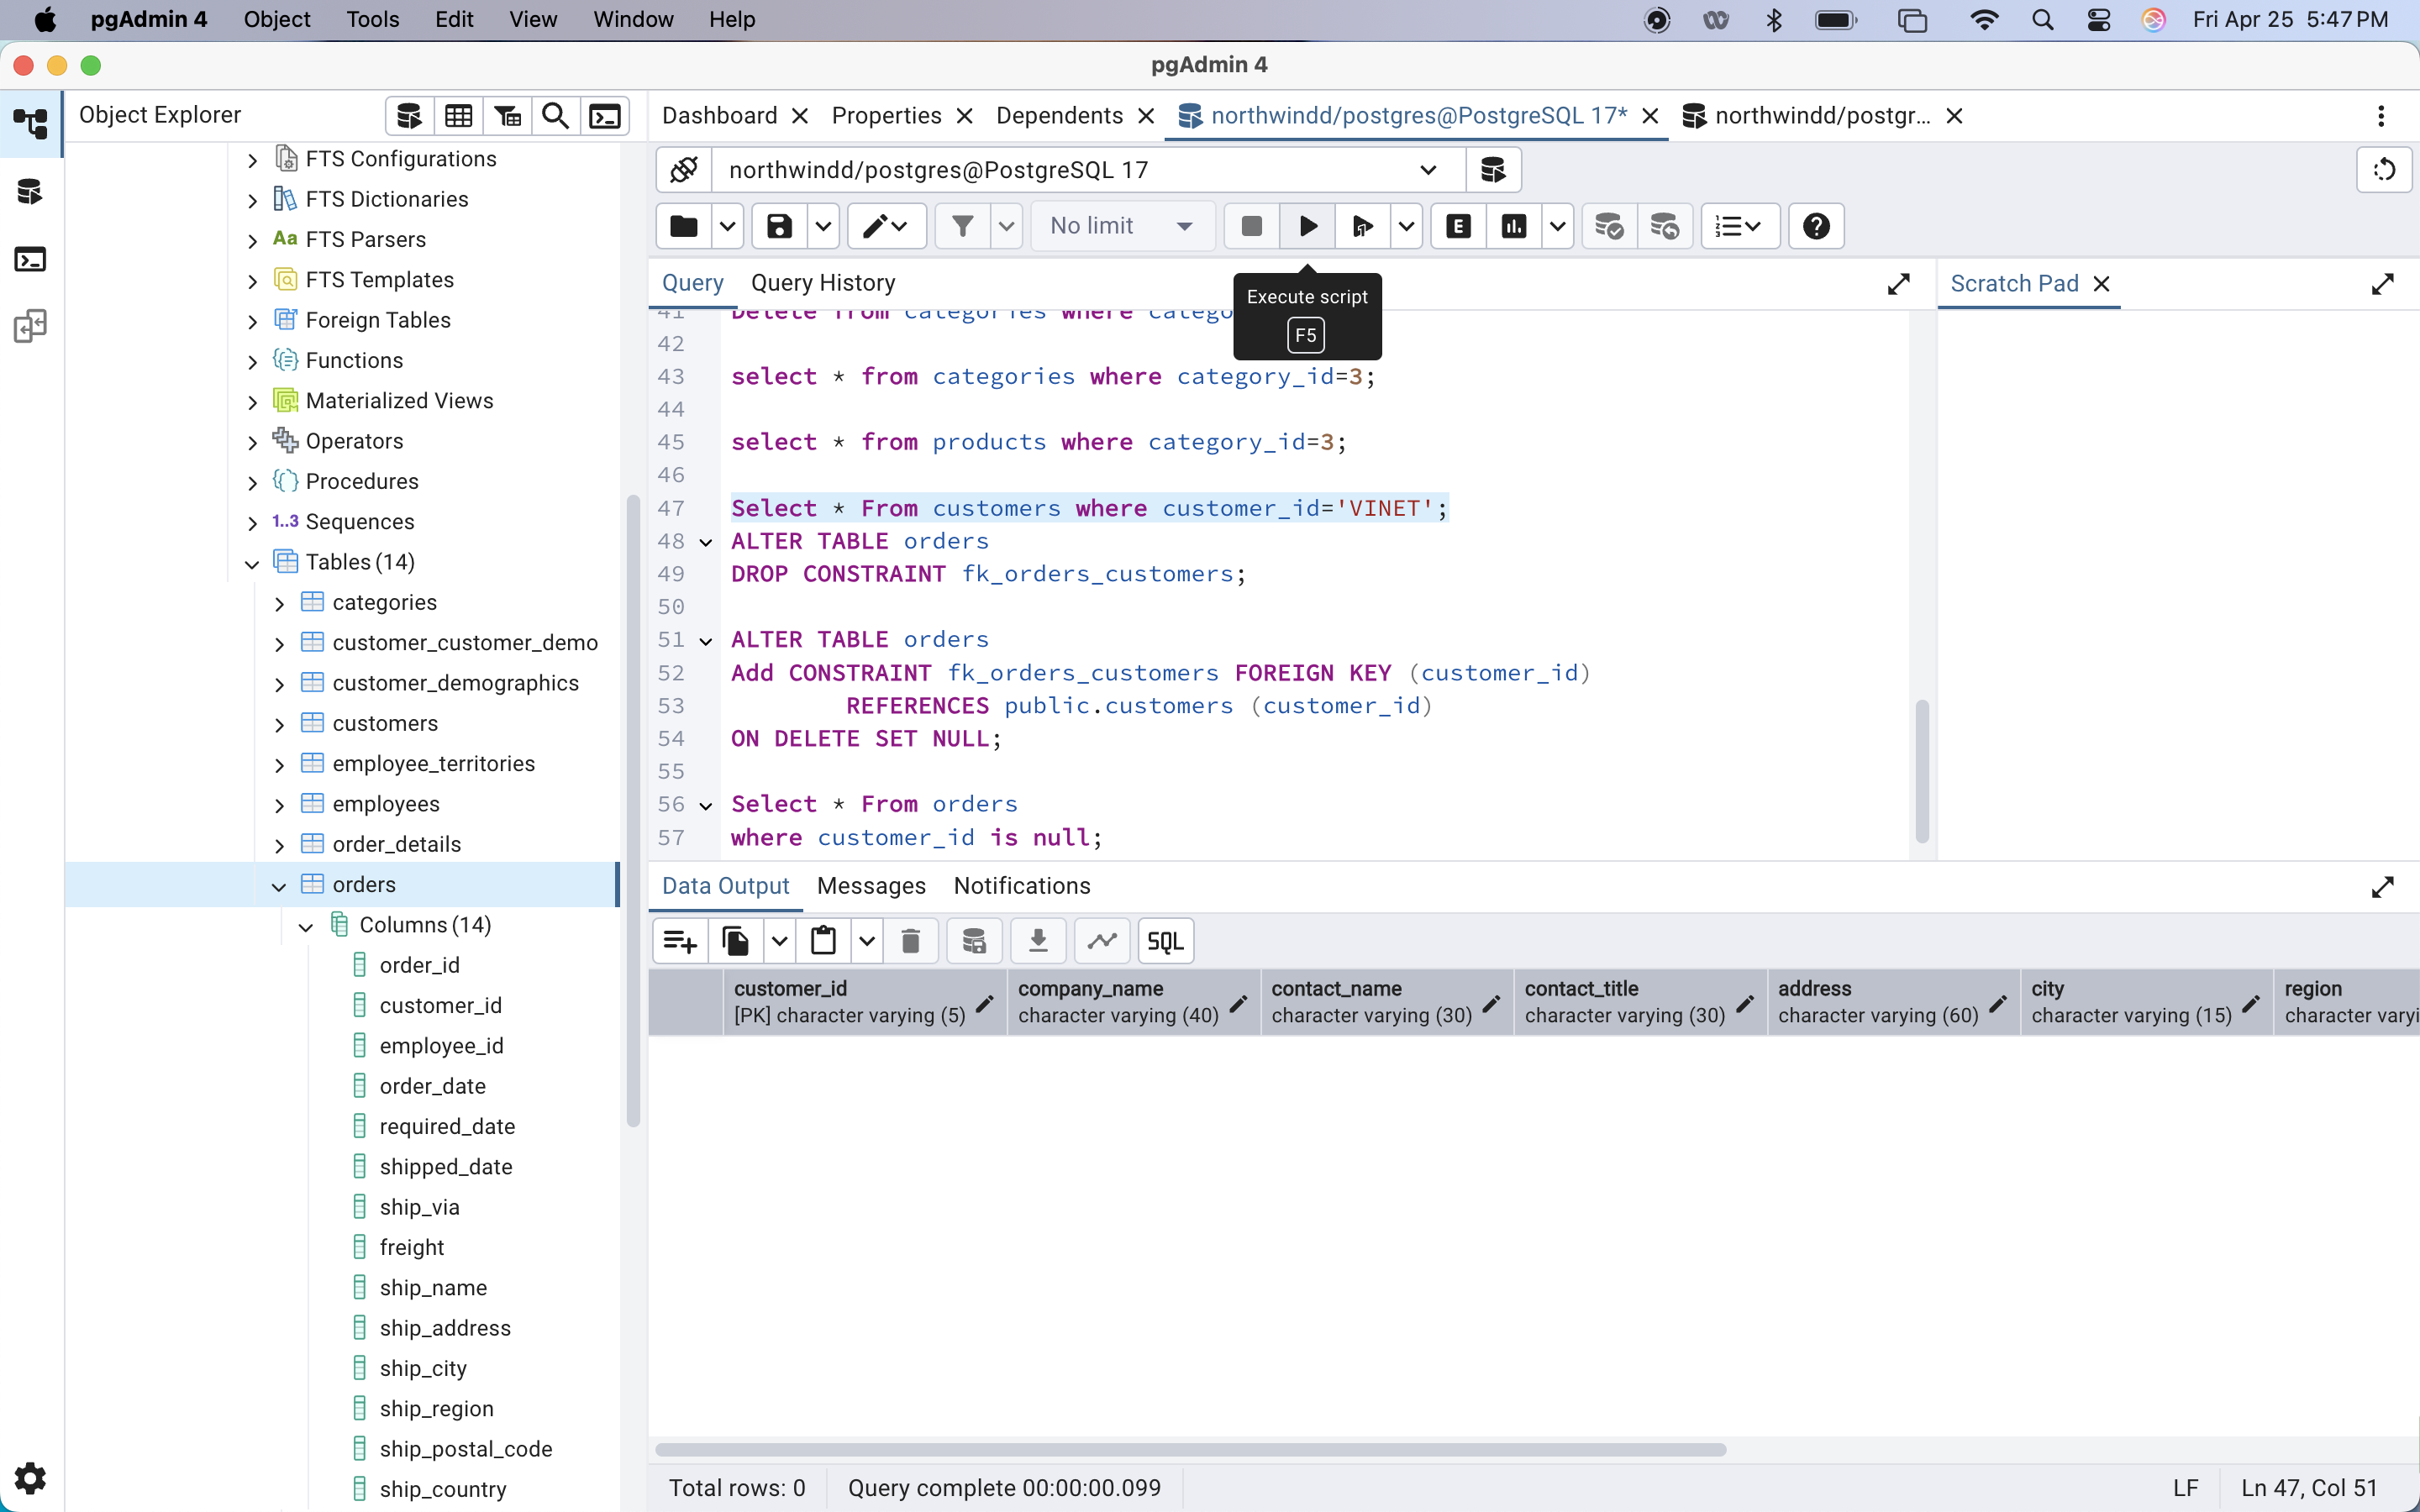 pgAdmin 4 Object Tools Edit View Window Help Fri Apr 25 5:47 PM
pgAdmin 4
Object Explorer
FTS Configurations
FTS Dictionaries
Aa FTS Parsers
FTS Templates
Foreign Tables
Functions
Materialized Views
Operators
Procedures
1..3 Sequences
Tables (14)
categories
customer_customer_demo
customer_demographics
customers
employee_territories
employees
order_details
orders
Columns (14)
order_id
customer_id
employee_id
order_date
required_date
shipped_date
ship_via
freight
ship_name
ship_address
ship_city
ship_region
ship_postal_code
ship_country
Dashboard Properties Dependents northwindd/postgres@PostgreSQL 17* northwindd/postgr...
northwindd/postgres@PostgreSQL 17
No limit E
Query Query History Scratch Pad
Execute script
F5
41 Delete from categories where catego
42
43 select * from categories where category_id=3;
44
45 select * from products where category_id=3;
46
47 Select * From customers where customer_id='VINET';
48 ALTER TABLE orders
49 DROP CONSTRAINT fk_orders_customers;
50
51 ALTER TABLE orders
52 Add CONSTRAINT fk_orders_customers FOREIGN KEY (customer_id)
53 REFERENCES public.customers (customer_id)
54 ON DELETE SET NULL;
55
56 Select * From orders
57 where customer_id is null;
Data Output Messages Notifications
SQL
customer_id company_name contact_name contact_title address city region
[PK] character varying (5) character varying (40) character varying (30) character varying (30) character varying (60) character varying (15) character varyi
Total rows: 0 Query complete 00:00:00.099 LF Ln 47, Col 51